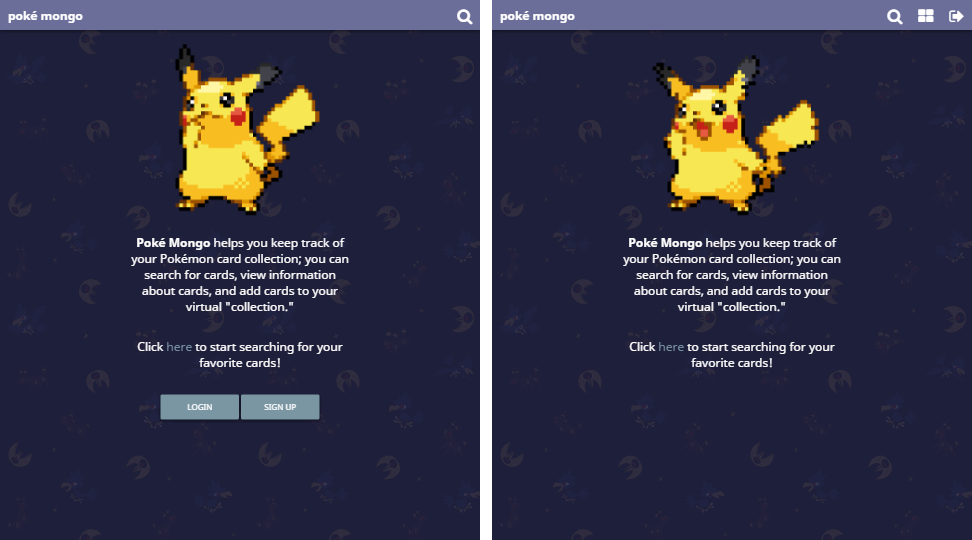 poké mongo
Poké Mongo helps you keep track of
your Pokémon card collection; you can
search for cards, view information
about cards, and add cards to your
virtual "collection."
Click here to start searching for your
favorite cards!
LOGIN
SIGN UP
poké mongo
Poké Mongo helps you keep track of
your Pokémon card collection; you can
search for cards, view information
about cards, and add cards to your
virtual "collection."
Click here to start searching for your
favorite cards!